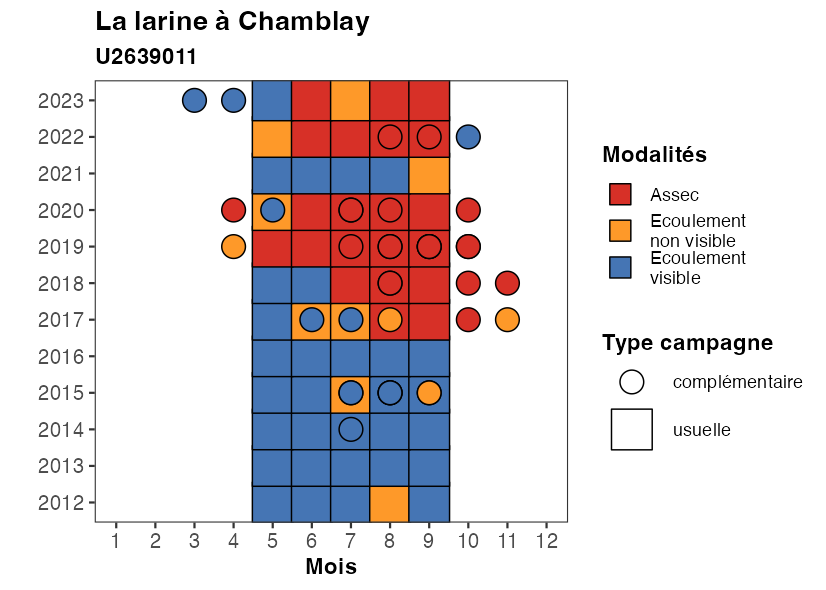 La larine à Chamblay
U2639011
2023
2022
2021
2020
2019
2018
2017
2016
2015
2014
2013
2012
1 2 3 4 5 6 7 8 9 10 11 12
Mois
Modalités
Assec
Ecoulement
non visible
Ecoulement
visible
Type campagne
complémentaire
usuelle